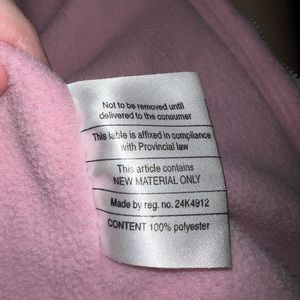 Not to be removed until
delivered to the consumer
This lable is affixed in compliance
with Provincial law
This article contains
NEW MATERIAL ONLY
Made by reg. no. 24K4912
CONTENT 100% polyester